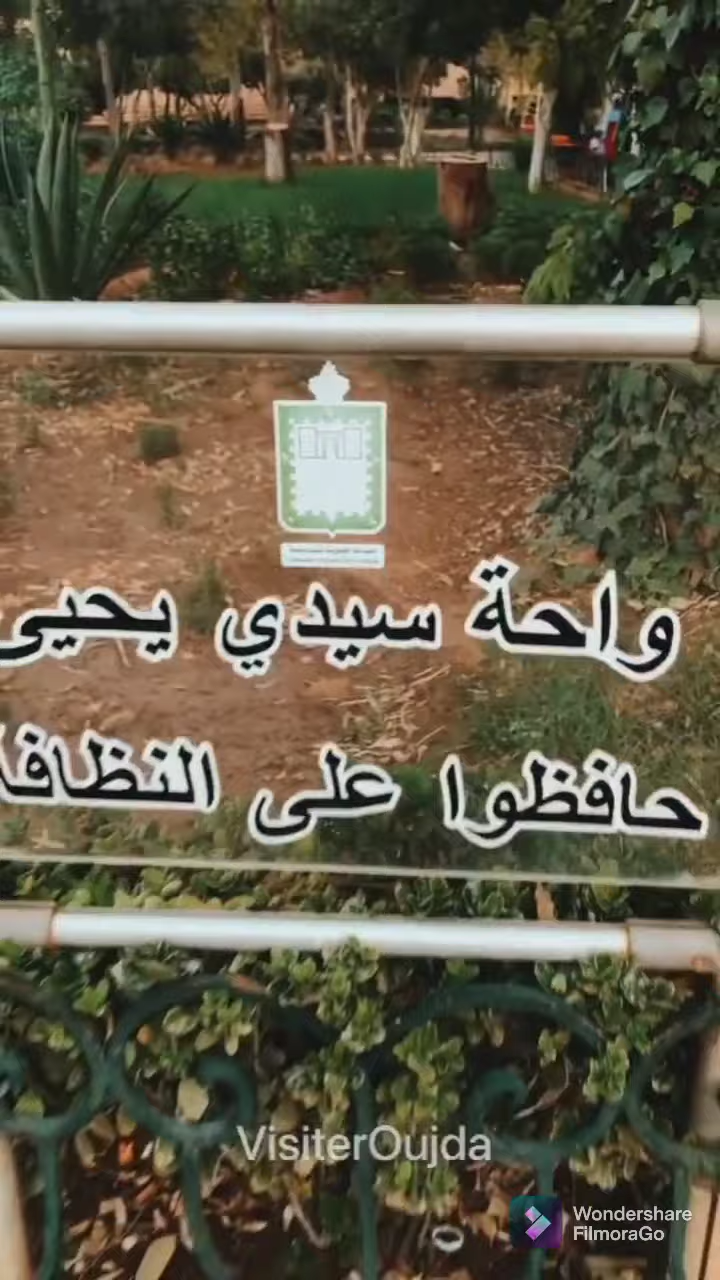 واحة سيدي يحيى
حافظوا على النظافة
VisiterOujda
Wondershare
FilmoraGo